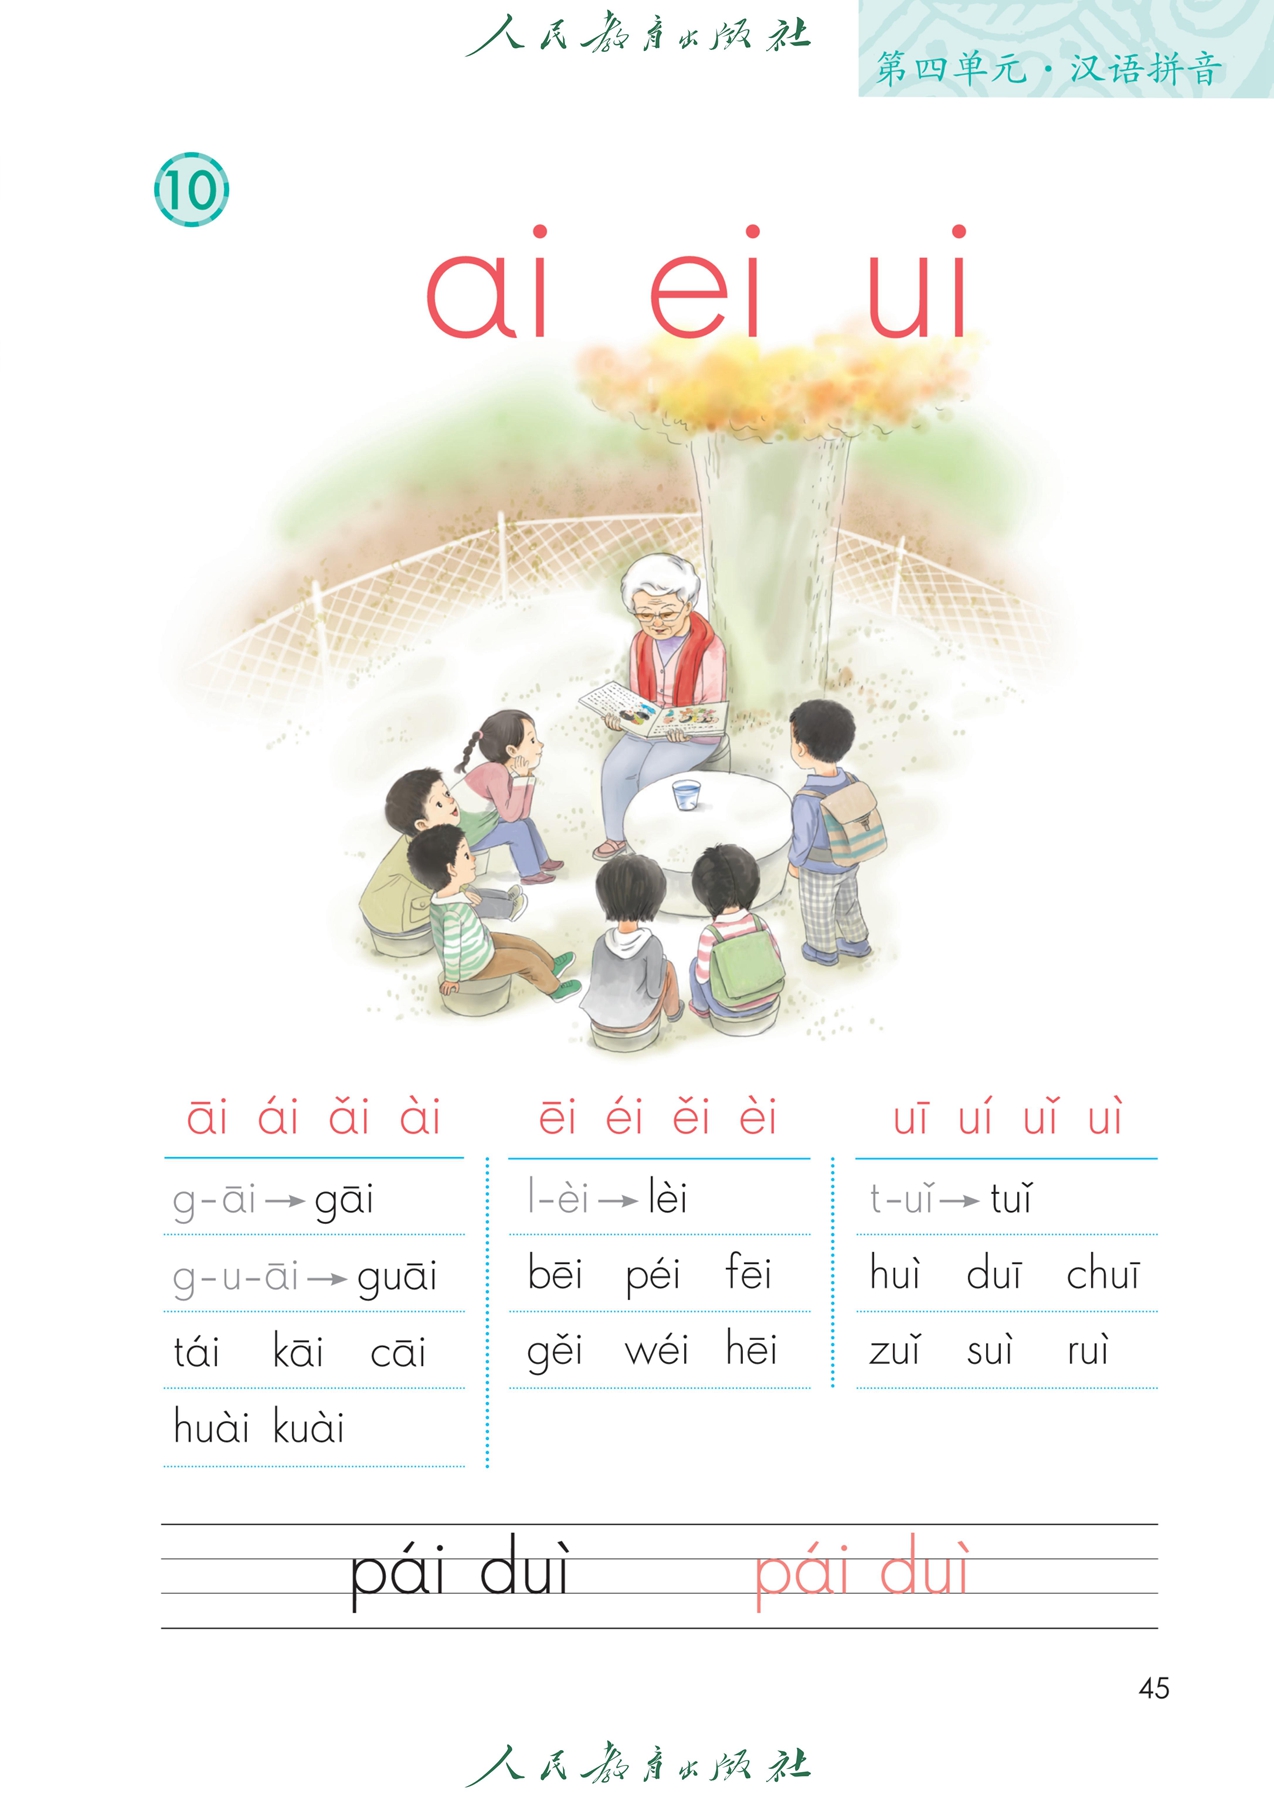 人民教育出版社
第四单元·汉语拼音
10
ɑi ei ui
āi ái ǎi ài
g-āi→gāi
g-u-āi→guāi
tái kāi cāi
huài kuài
ēi éi ěi èi
l-èi→lèi
bēi péi fēi
gěi wéi hēi
uī uí uǐ uì
t-uǐ→tuǐ
huì duī chuī
zuǐ suì ruì
pái duì pái duì
45
人民教育出版社